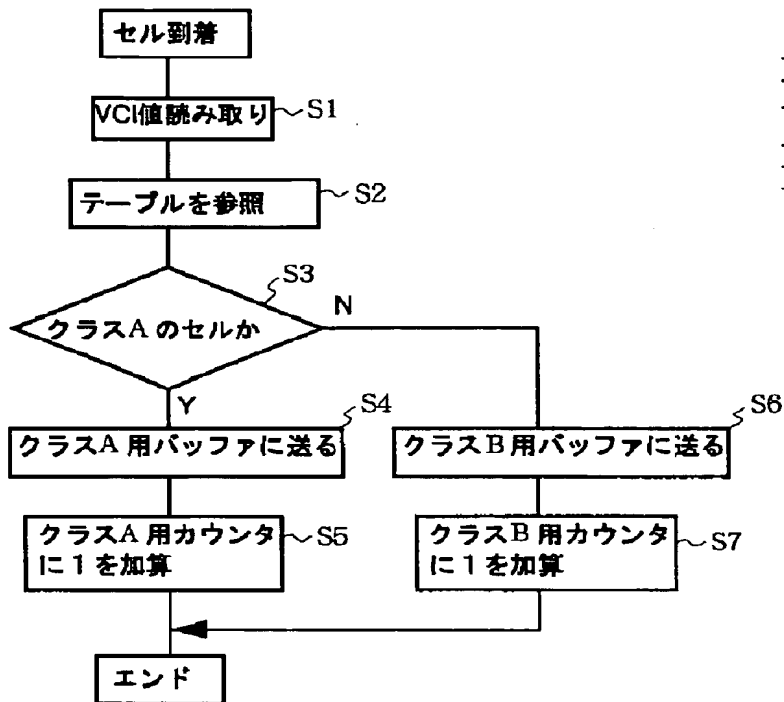 セル到着
VCI値読み取り
S1
テーブルを参照
S2
S3
クラスAのセルか
N
Y
S4
クラスA用バッファに送る
S6
クラスB用バッファに送る
クラスA用カウンタ
に1を加算
S5
クラスB用カウンタ
に1を加算
S7
エンド